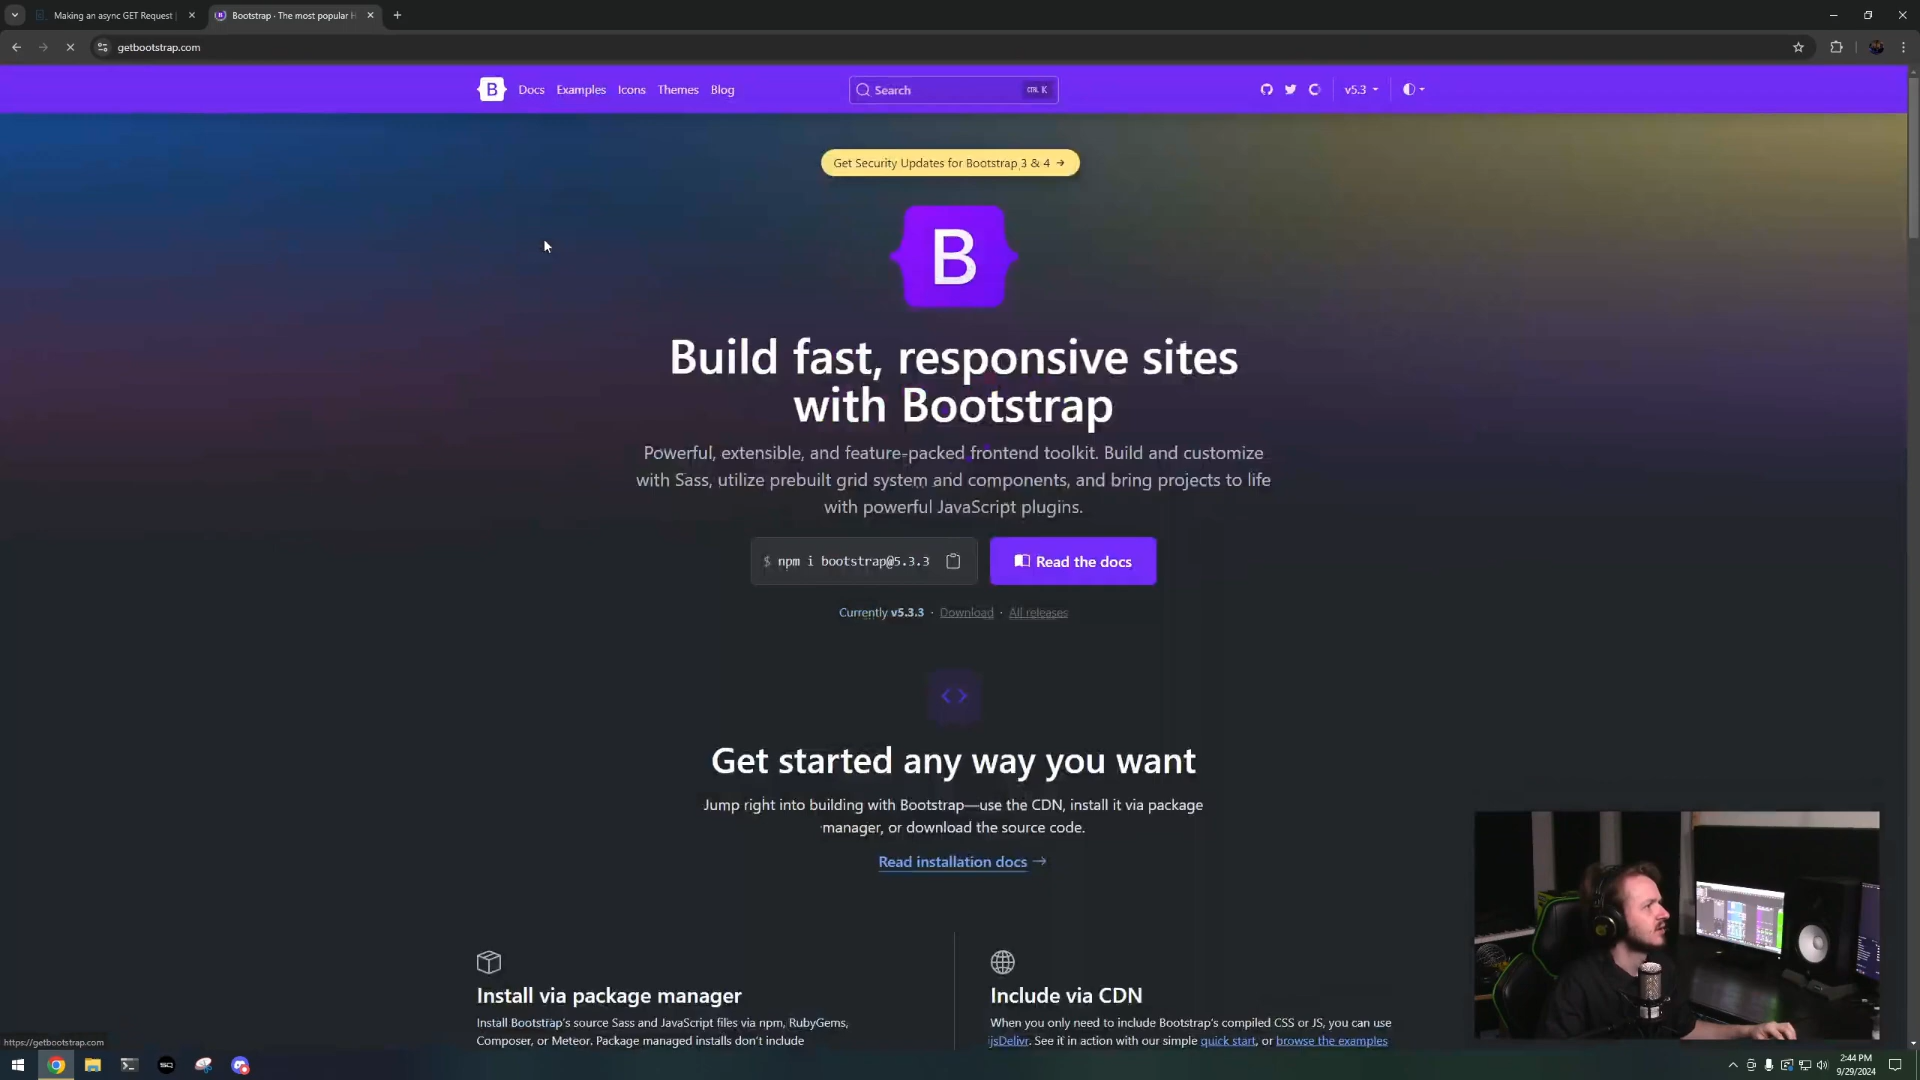 Making an async GET Request
Bootstrap · The most popular H
getbootstrap.com
B
Docs
Examples
Icons
Themes
Blog
Search
CTRL K
v5.3
Get Security Updates for Bootstrap 3 & 4 →
B
Build fast, responsive sites
with Bootstrap
Powerful, extensible, and feature-packed frontend toolkit. Build and customize
with Sass, utilize prebuilt grid system and components, and bring projects to life
with powerful JavaScript plugins.
$ npm i bootstrap@5.3.3
Read the docs
Currently v5.3.3 · Download · All releases
Get started any way you want
Jump right into building with Bootstrap—use the CDN, install it via package
manager, or download the source code.
Read installation docs →
Install via package manager
Install Bootstrap's source Sass and JavaScript files via npm, RubyGems,
Composer, or Meteor. Package managed installs don't include
Include via CDN
When you only need to include Bootstrap's compiled CSS or JS, you can use
jsDelivr. See it in action with our simple quick start, or browse the examples
https://getbootstrap.com
2:44 PM
9/29/2024